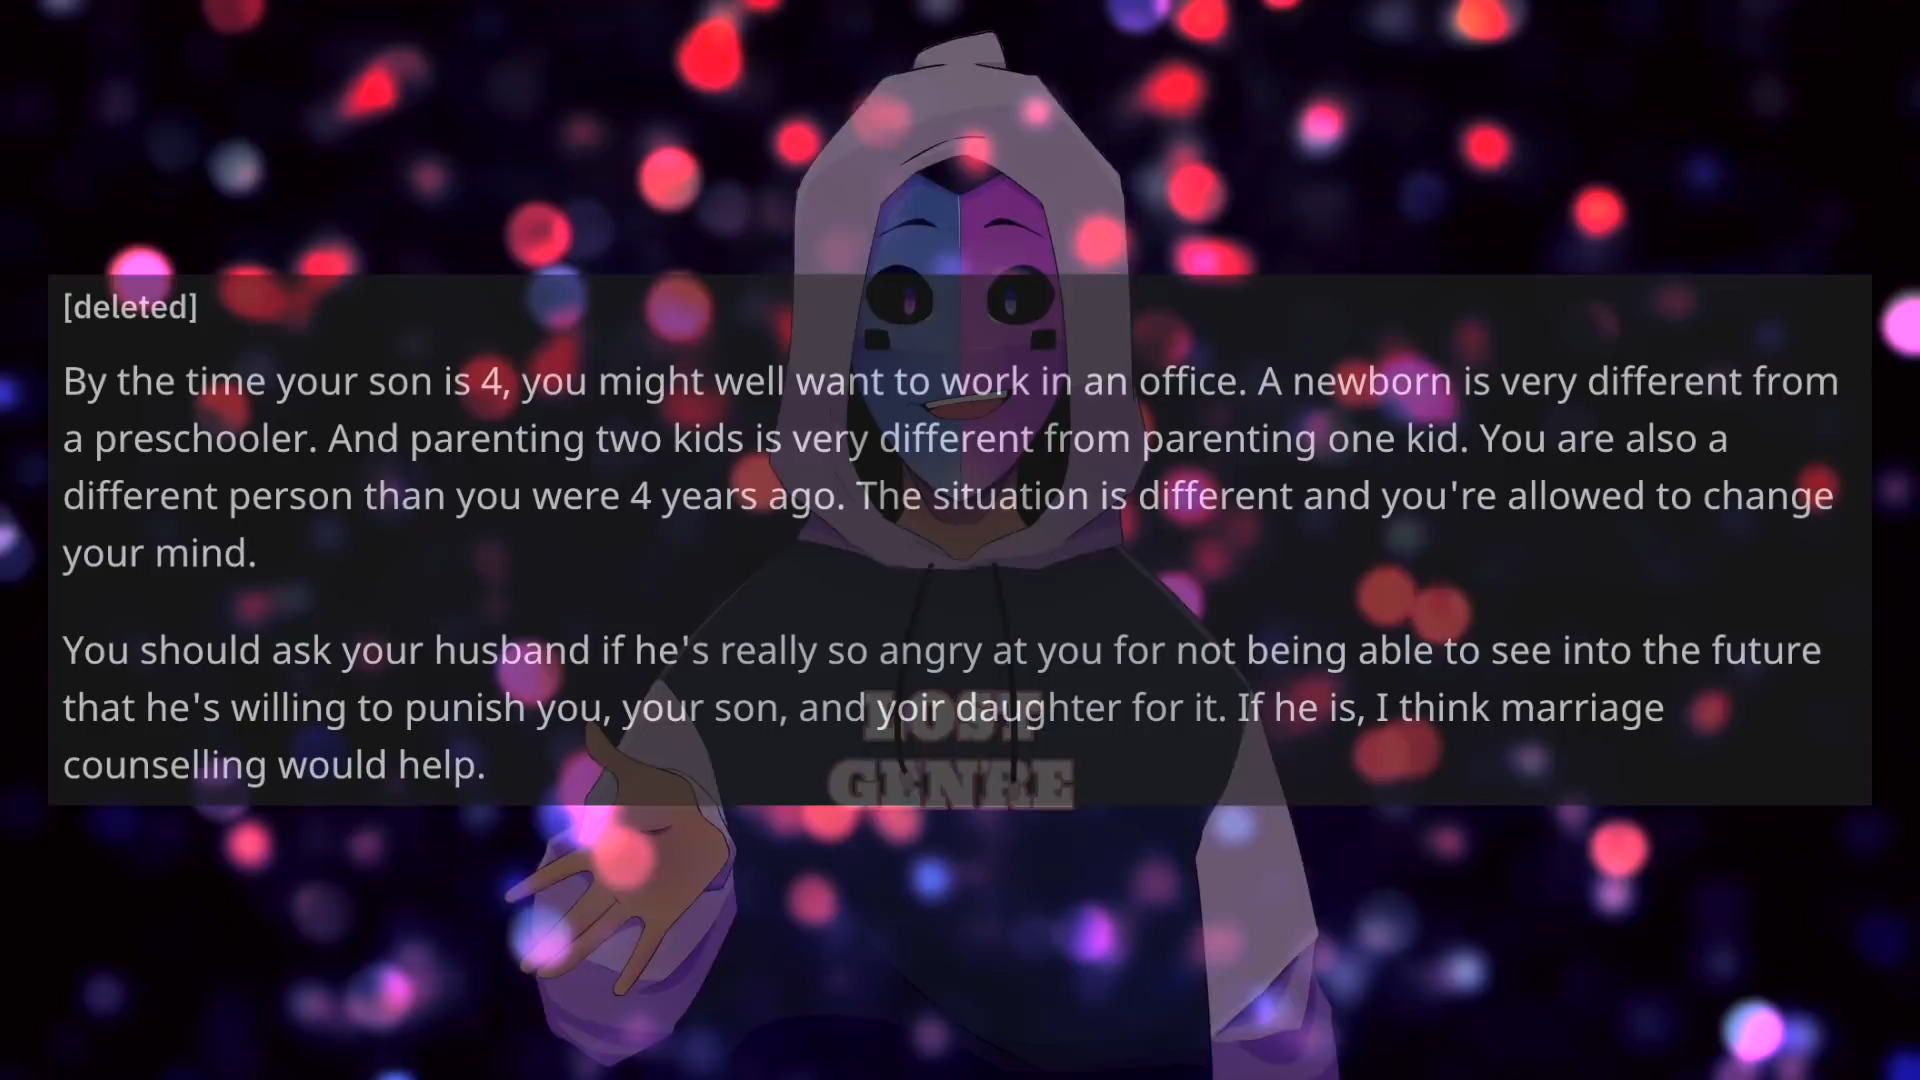 [deleted]
By the time your son is 4, you might well want to work in an office. A newborn is very different from
a preschooler. And parenting two kids is very different from parenting one kid. You are also a
different person than you were 4 years ago. The situation is different and you're allowed to change
your mind.
You should ask your husband if he's really so angry at you for not being able to see into the future
that he's willing to punish you, your son, and yoir daughter for it. If he is, I think marriage
counselling would help.
LOST
GENRE